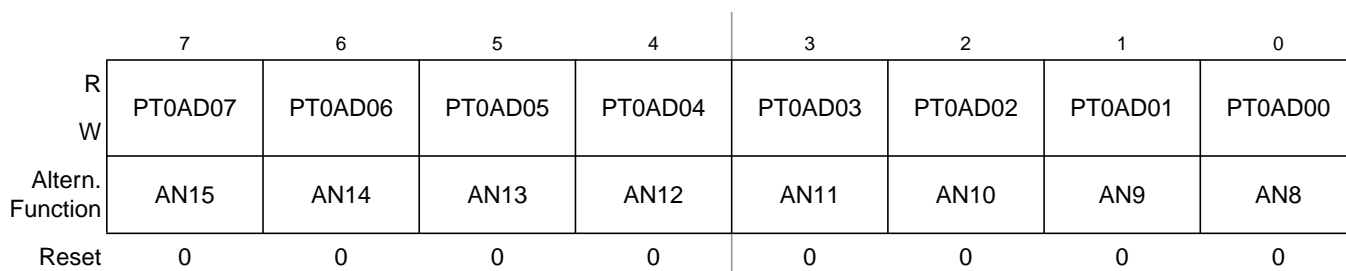 7 6 5 4 3 2 1 0
R
W
PT0AD07 PT0AD06 PT0AD05 PT0AD04 PT0AD03 PT0AD02 PT0AD01 PT0AD00
Altern.
Function
AN15 AN14 AN13 AN12 AN11 AN10 AN9 AN8
Reset 0 0 0 0 0 0 0 0